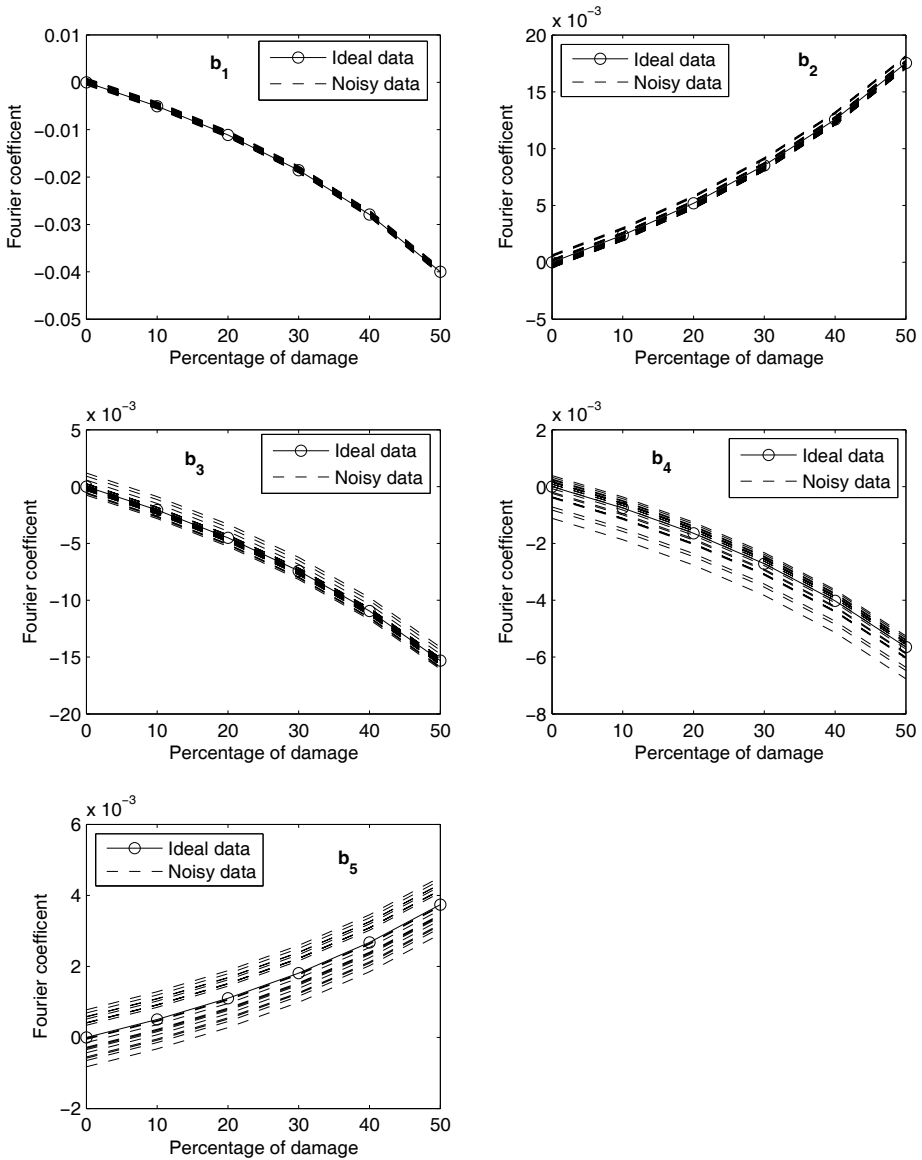 0.01
0
−0.01
−0.02
−0.03
−0.04
−0.05
0 10 20 30 40 50
Percentage of damage
Fourier coefficent
b1
Ideal data
Noisy data
x 10−3
20
15
10
5
0
−5
0 10 20 30 40 50
Percentage of damage
Fourier coefficent
b2
Ideal data
Noisy data
x 10−3
5
0
−5
−10
−15
−20
0 10 20 30 40 50
Percentage of damage
Fourier coefficent
b3
Ideal data
Noisy data
x 10−3
2
0
−2
−4
−6
−8
0 10 20 30 40 50
Percentage of damage
Fourier coefficent
b4
Ideal data
Noisy data
x 10−3
6
4
2
0
−2
0 10 20 30 40 50
Percentage of damage
Fourier coefficent
b5
Ideal data
Noisy data